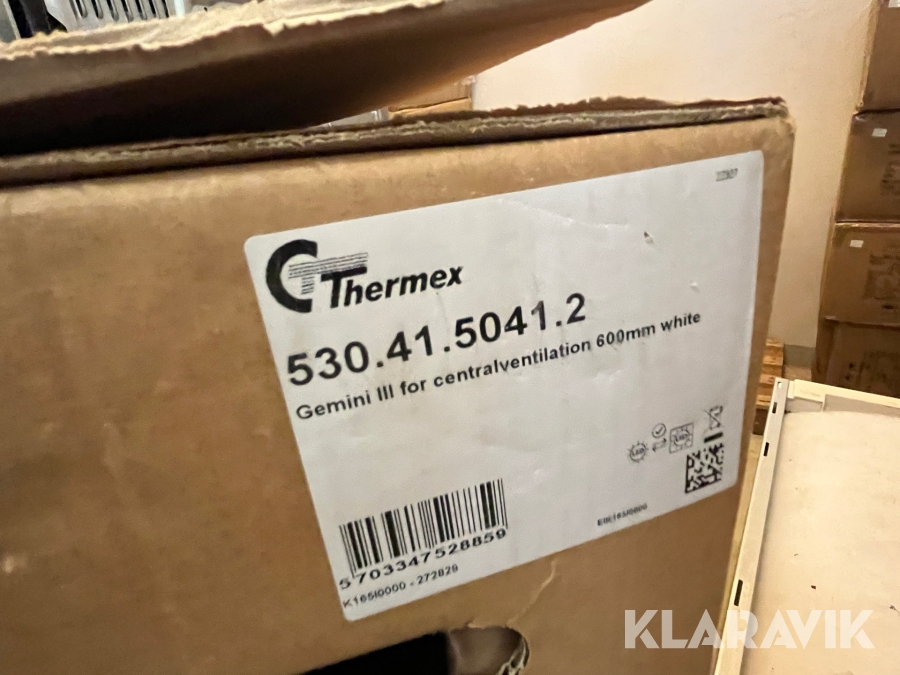 Thermex
530.41.5041.2
Gemini III for centralventilation 600mm white
5703347528859
K165I0000 - 272829
KLARAVIK